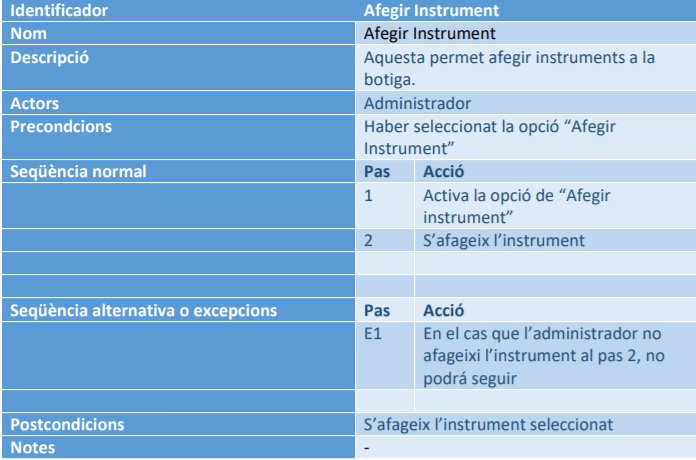 Identificador Afegir Instrument
Nom Afegir Instrument
Descripció Aquesta permet afegir instruments a la
botiga.
Actors Administrador
Precondcions Haber seleccionat la opció “Afegir
Instrument”
Seqüència normal Pas Acció
1 Activa la opció de “Afegir
instrument”
2 S’afageix l’instrument
Seqüència alternativa o excepcions Pas Acció
E1 En el cas que l’administrador no
afageixi l’instrument al pas 2, no
podrá seguir
Postcondicions S’afageix l’instrument seleccionat
Notes -